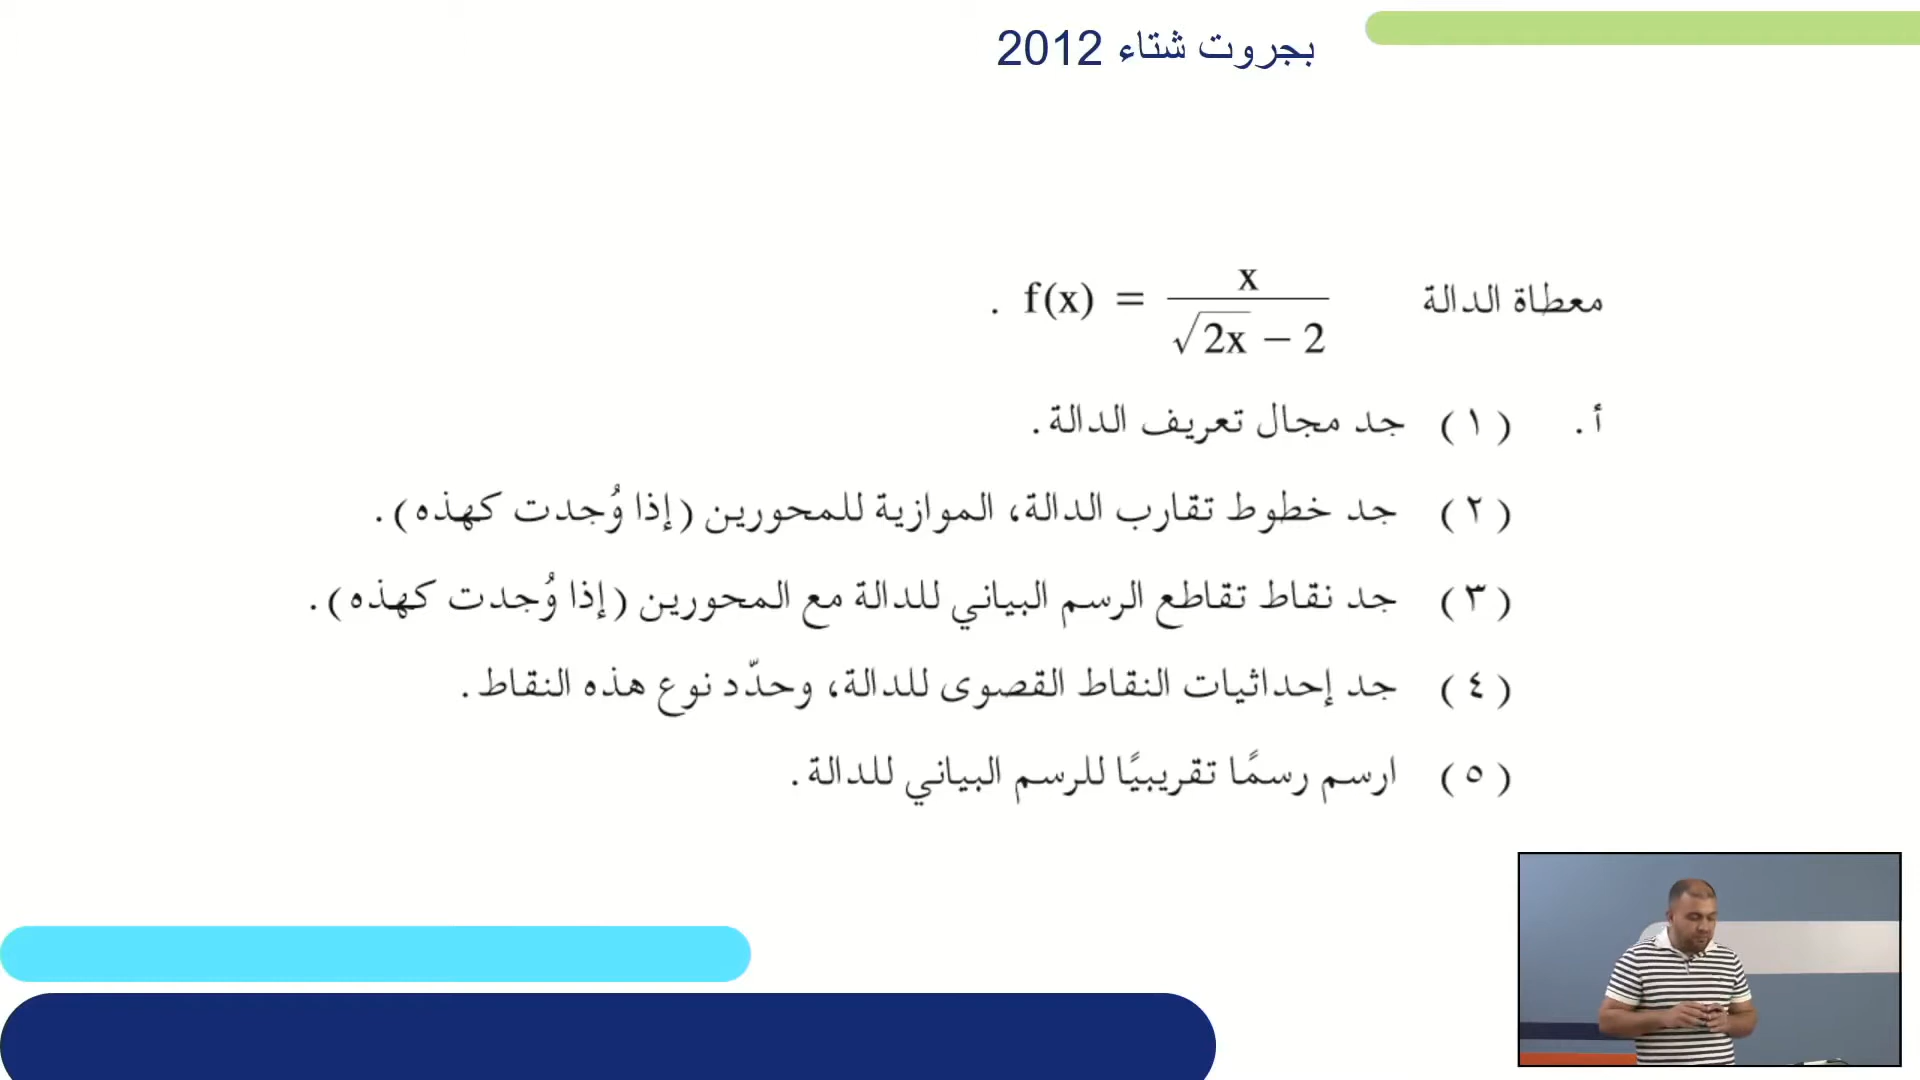 بجروت شتاء 2012
معطاة الدالة f(x) = x / (√2x − 2) .
أ. (١) جد مجال تعريف الدالة.
(٢) جد خطوط تقارب الدالة، الموازية للمحورين (إذا وُجدت كهذه).
(٣) جد نقاط تقاطع الرسم البياني للدالة مع المحورين (إذا وُجدت كهذه).
(٤) جد إحداثيات النقاط القصوى للدالة، وحدّد نوع هذه النقاط.
(٥) ارسم رسمًا تقريبيًا للرسم البياني للدالة.